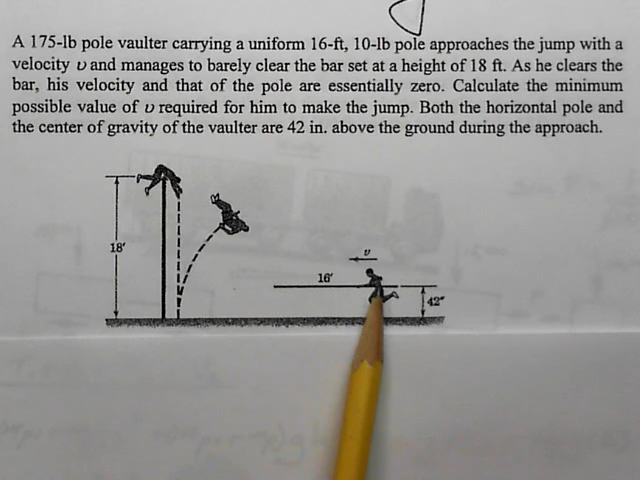 A 175-lb pole vaulter carrying a uniform 16-ft, 10-lb pole approaches the jump with a
velocity υ and manages to barely clear the bar set at a height of 18 ft. As he clears the
bar, his velocity and that of the pole are essentially zero. Calculate the minimum
possible value of υ required for him to make the jump. Both the horizontal pole and
the center of gravity of the vaulter are 42 in. above the ground during the approach.
18'
υ
16'
42"